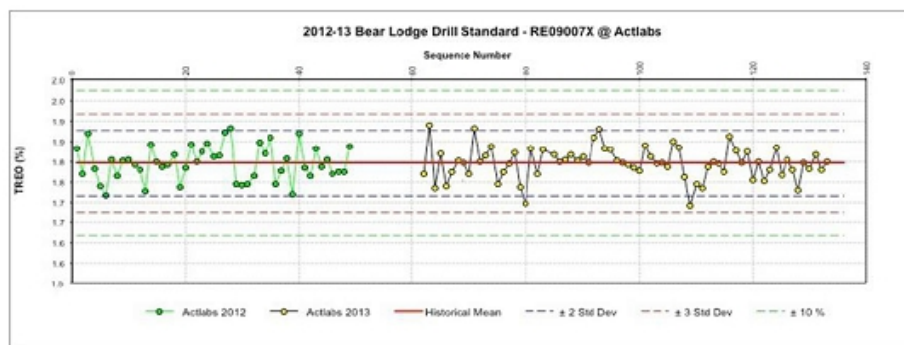 2012-13 Bear Lodge Drill Standard - RE09007X @ Actlabs
Sequence Number
0 20 40 60 80 100 120 140
2.0
2.0
1.9
1.9
1.8
1.8
1.7
1.7
1.6
1.6
1.5
TREO (%)
Actlabs 2012 Actlabs 2013 Historical Mean ± 2 Std Dev ± 3 Std Dev ± 10 %